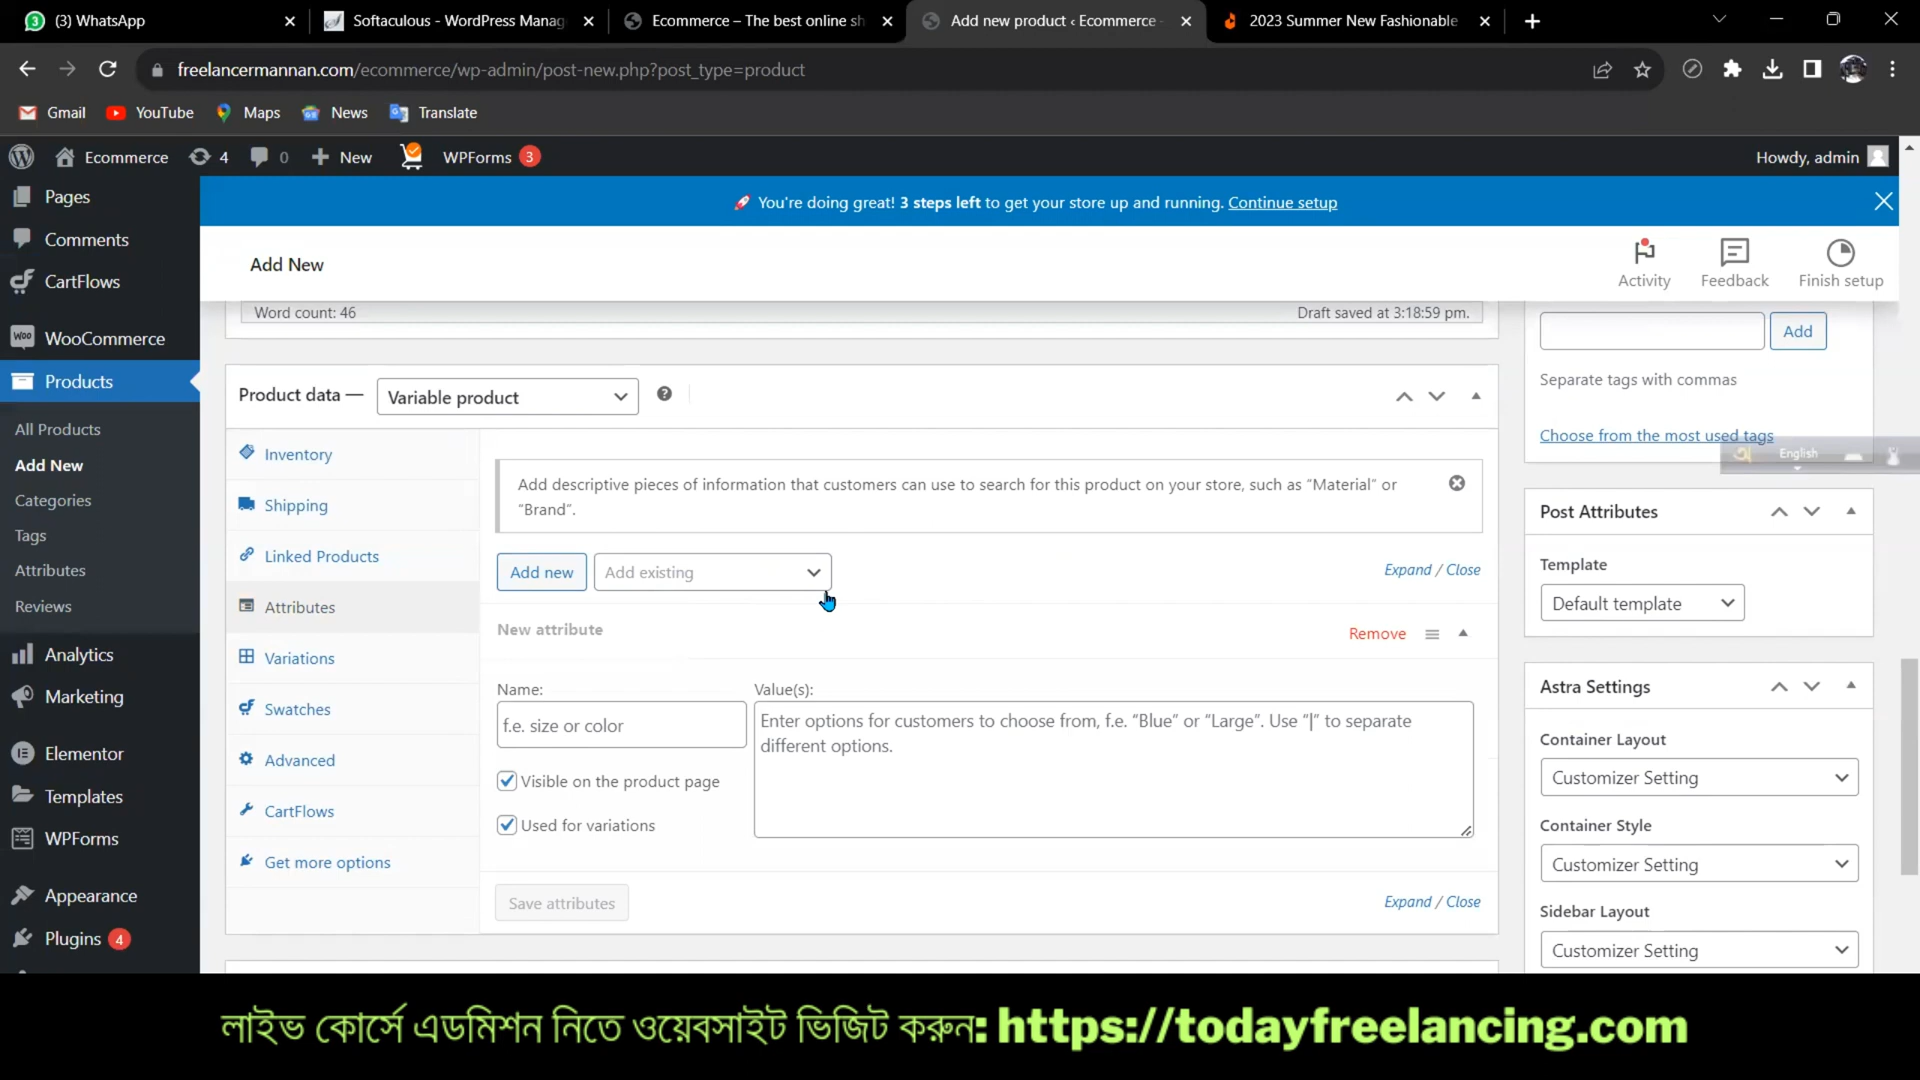 (3) WhatsApp
Softaculous - WordPress Manag
Ecommerce – The best online sh
Add new product ‹ Ecommerce -
2023 Summer New Fashionable
freelancermannan.com/ecommerce/wp-admin/post-new.php?post_type=product
Gmail YouTube Maps News Translate
Ecommerce 4 0 New WPForms 3 Howdy, admin
Pages
Comments
CartFlows
WooCommerce
Products
All Products
Add New
Categories
Tags
Attributes
Reviews
Analytics
Marketing
Elementor
Templates
WPForms
Appearance
Plugins 4
You're doing great! 3 steps left to get your store up and running. Continue setup
Add New
Activity Feedback Finish setup
Word count: 46 Draft saved at 3:18:59 pm.
Product data — Variable product
Inventory
Shipping
Linked Products
Attributes
Variations
Swatches
Advanced
CartFlows
Get more options
Add descriptive pieces of information that customers can use to search for this product on your store, such as “Material” or
“Brand”.
Add new Add existing Expand / Close
New attribute Remove
Name: Value(s):
f.e. size or color
Enter options for customers to choose from, f.e. “Blue” or “Large”. Use “|” to separate
different options.
Visible on the product page
Used for variations
Save attributes Expand / Close
Add
Separate tags with commas
Choose from the most used tags
English
Post Attributes
Template
Default template
Astra Settings
Container Layout
Customizer Setting
Container Style
Customizer Setting
Sidebar Layout
Customizer Setting
লাইভ কোর্সে এডমিশন নিতে ওয়েবসাইট ভিজিট করুন: https://todayfreelancing.com